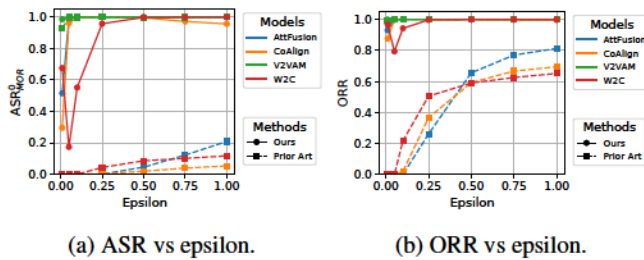 1.0
0.8
0.6
0.4
0.2
0.0
ASR⁰_MOR
0.00 0.25 0.50 0.75 1.00
Epsilon
Models
AttFusion
CoAlign
V2VAM
W2C
Methods
Ours
Prior Art
(a) ASR vs epsilon.
1.0
0.8
0.6
0.4
0.2
0.0
ORR
0.00 0.25 0.50 0.75 1.00
Epsilon
Models
AttFusion
CoAlign
V2VAM
W2C
Methods
Ours
Prior Art
(b) ORR vs epsilon.